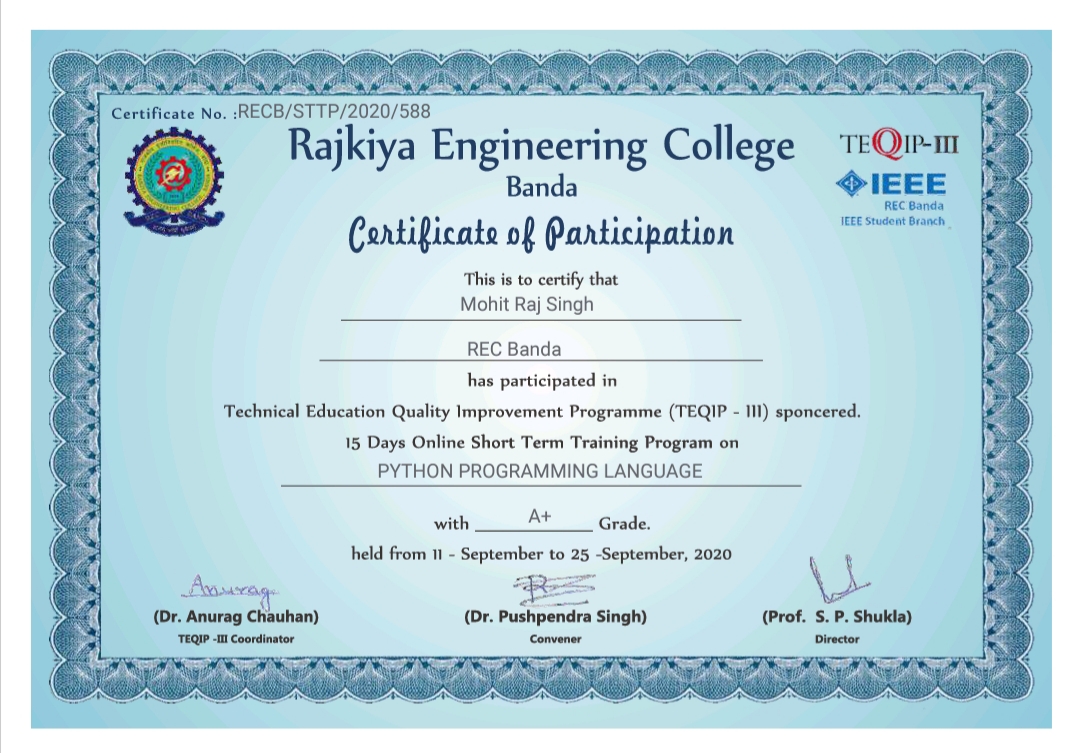 Certificate No. :RECB/STTP/2020/588
Rajkiya Engineering College
Banda
TEQIP-III
IEEE
REC Banda
IEEE Student Branch
Certificate of Participation
This is to certify that
Mohit Raj Singh
REC Banda
has participated in
Technical Education Quality Improvement Programme (TEQIP - III) sponcered.
15 Days Online Short Term Training Program on
PYTHON PROGRAMMING LANGUAGE
with A+ Grade.
held from 11 - September to 25 -September, 2020
Anurag
(Dr. Anurag Chauhan)
TEQIP -III Coordinator
(Dr. Pushpendra Singh)
Convener
(Prof. S. P. Shukla)
Director